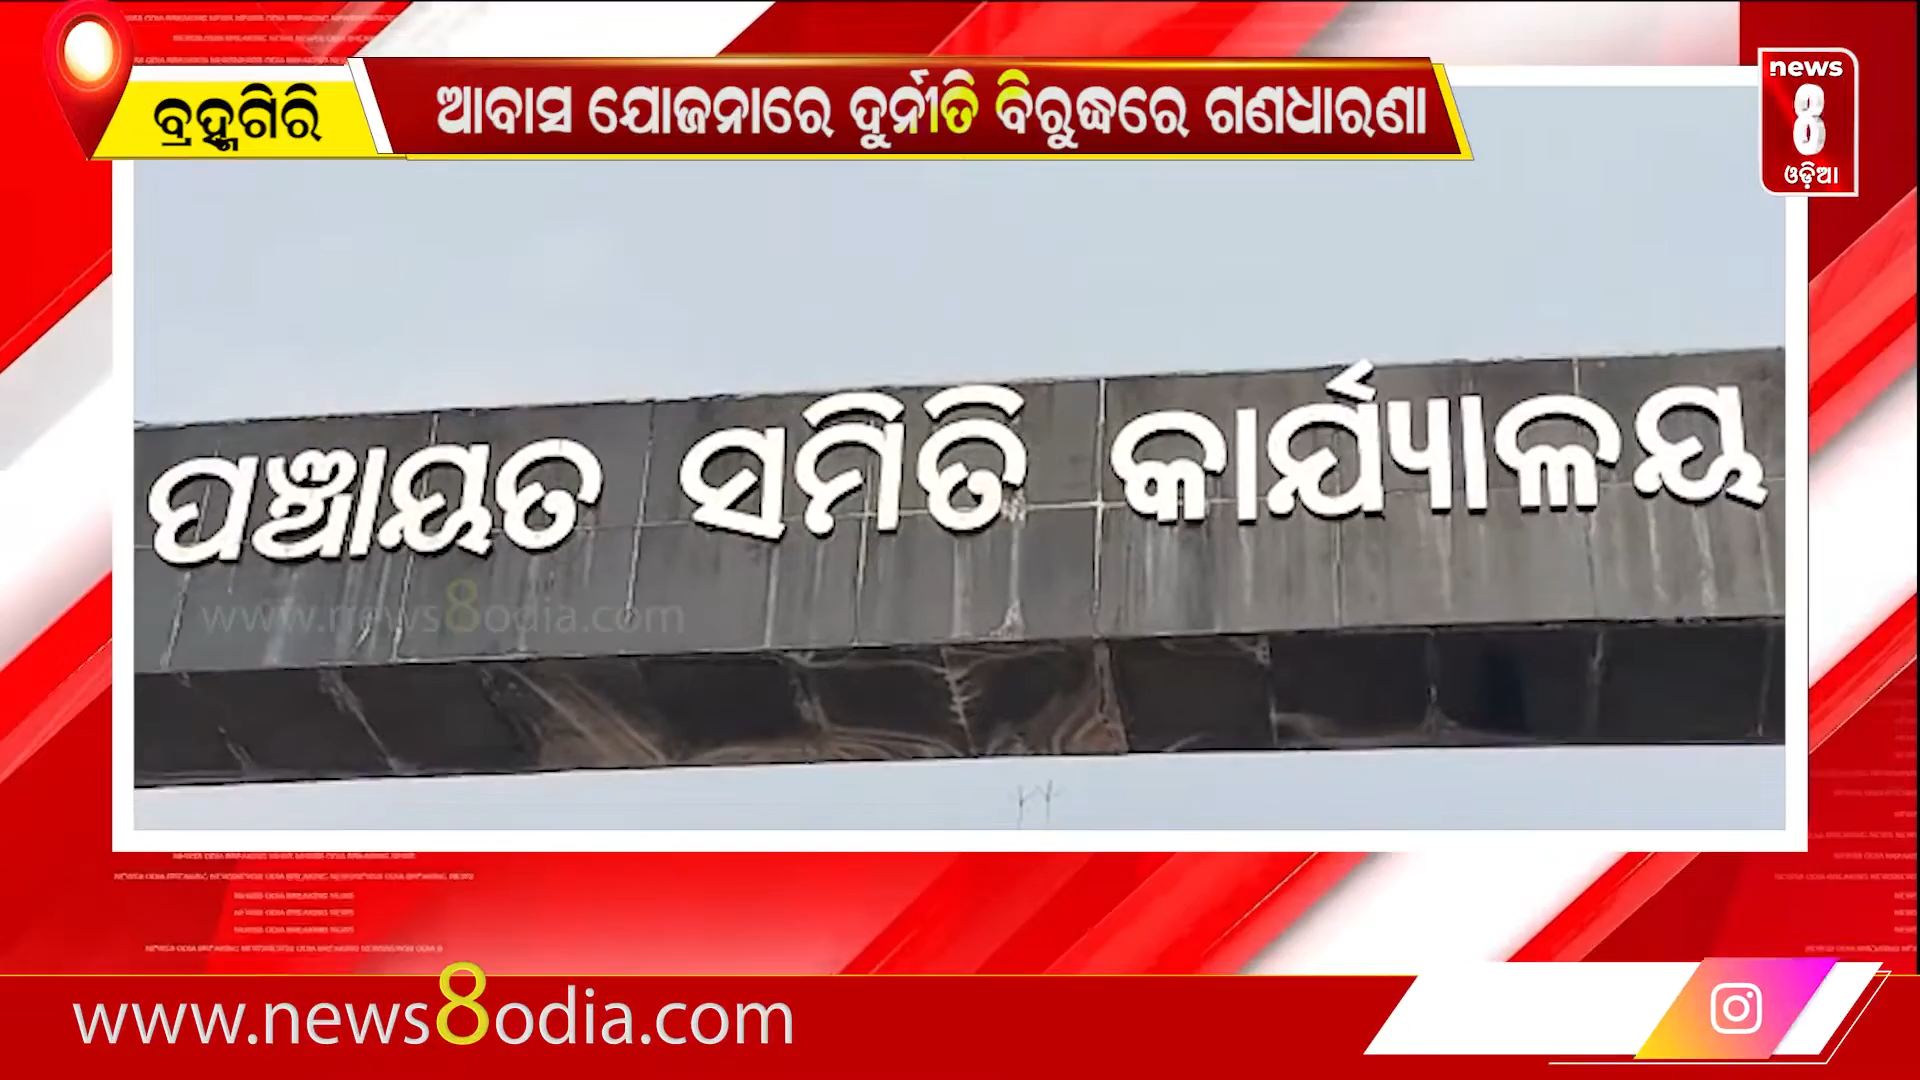 ବ୍ରହ୍ମଗିରି
ଆବାସ ଯୋଜନାରେ ଦୁର୍ନୀତି ବିରୁଦ୍ଧରେ ଗଣଧାରଣା
news
8
ଓଡ଼ିଆ
ପଞ୍ଚାୟତ ସମିତି କାର୍ଯ୍ୟାଳୟ
www.news8odia.com
www.news8odia.com